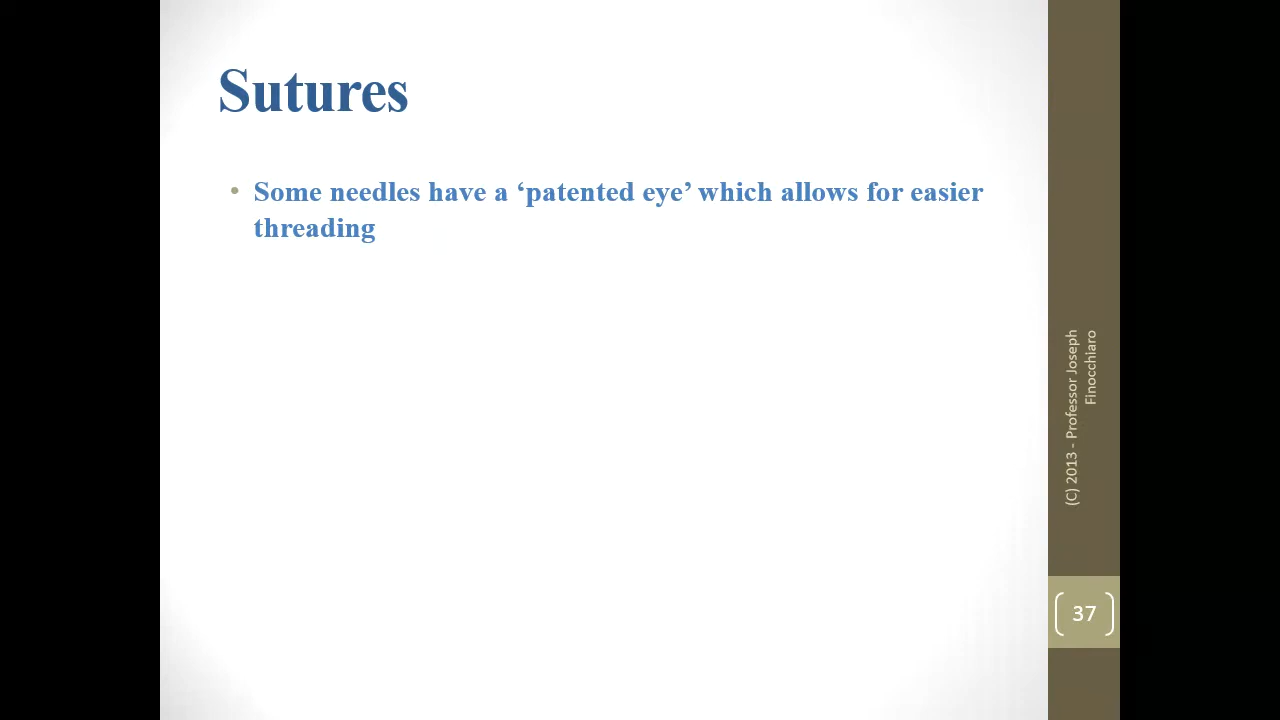 Sutures
• Some needles have a ‘patented eye’ which allows for easier
threading
(C) 2013 - Professor Joseph
Finocchiaro
37